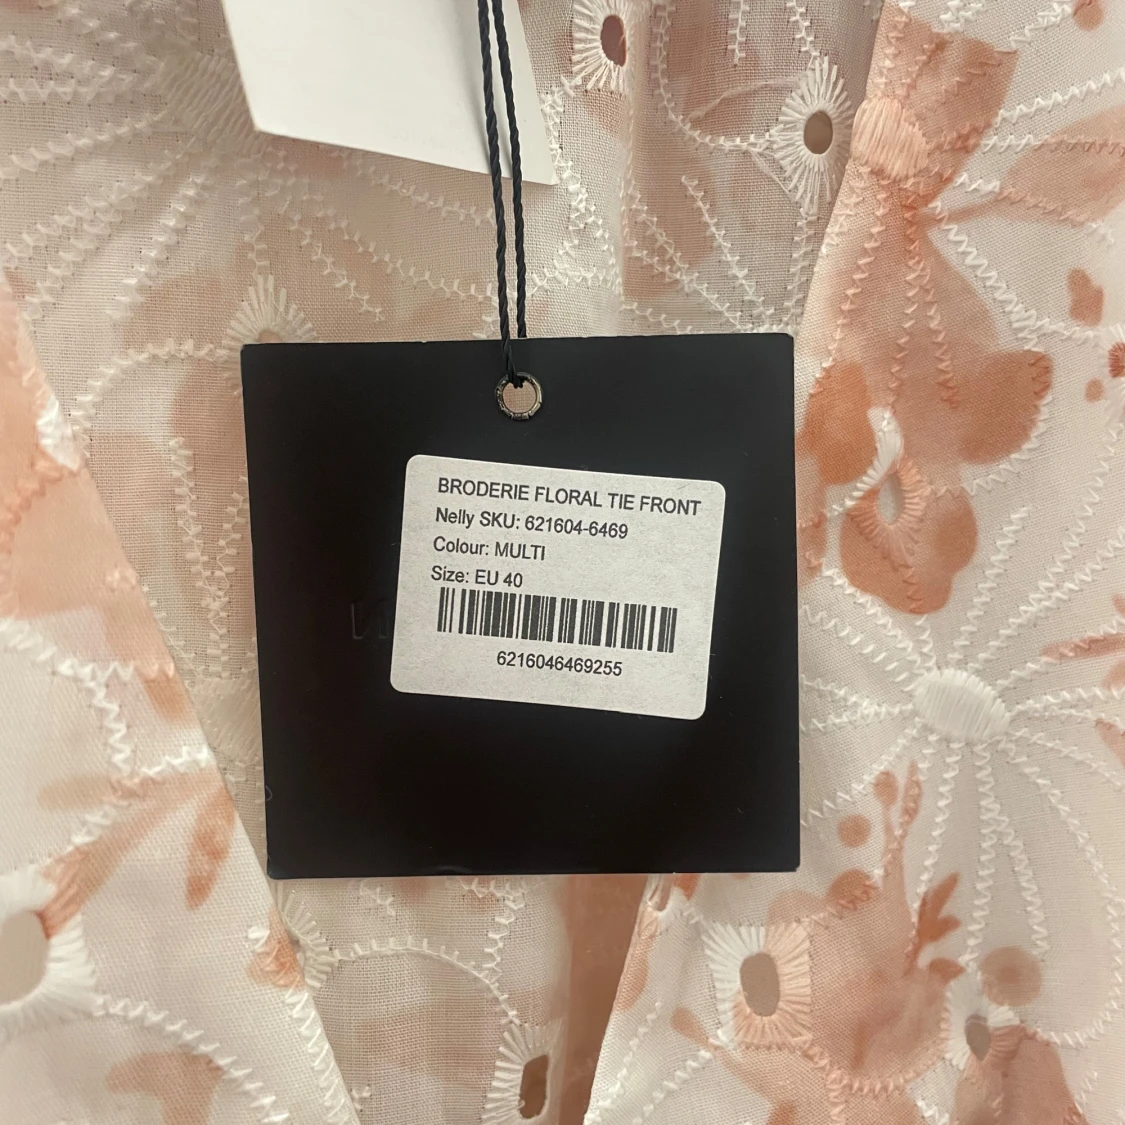 BRODERIE FLORAL TIE FRONT
Nelly SKU: 621604-6469
Colour: MULTI
Size: EU 40
6216046469255